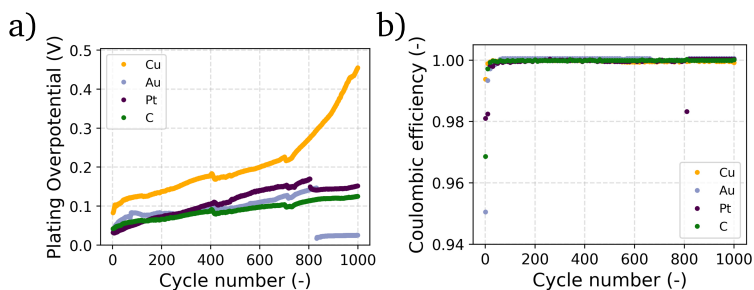 a)
Plating Overpotential (V)
0.5
0.4
0.3
0.2
0.1
0.0
Cu
Au
Pt
C
0 200 400 600 800 1000
Cycle number (-)
b)
Coulombic efficiency (-)
1.00
0.98
0.96
0.94
Cu
Au
Pt
C
0 200 400 600 800 1000
Cycle number (-)